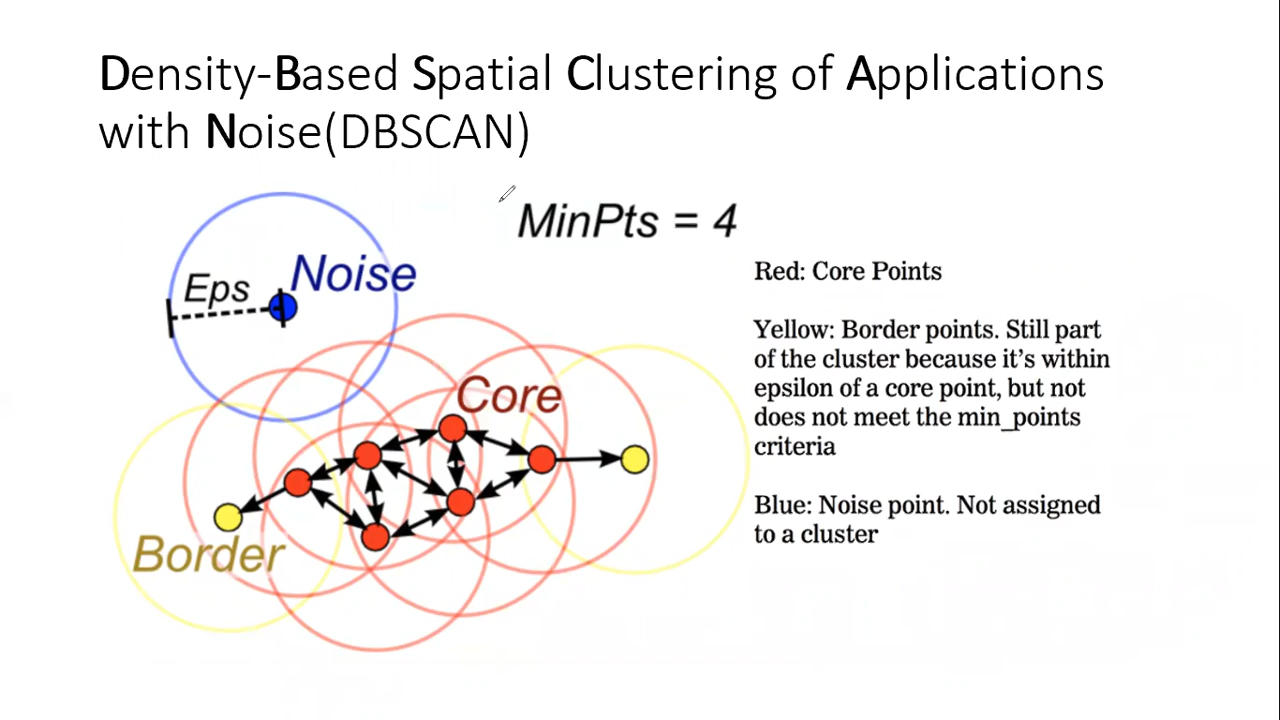 Density-Based Spatial Clustering of Applications
with Noise(DBSCAN)
MinPts = 4
Eps
Noise
Core
Border
Red: Core Points
Yellow: Border points. Still part
of the cluster because it’s within
epsilon of a core point, but not
does not meet the min_points
criteria
Blue: Noise point. Not assigned
to a cluster